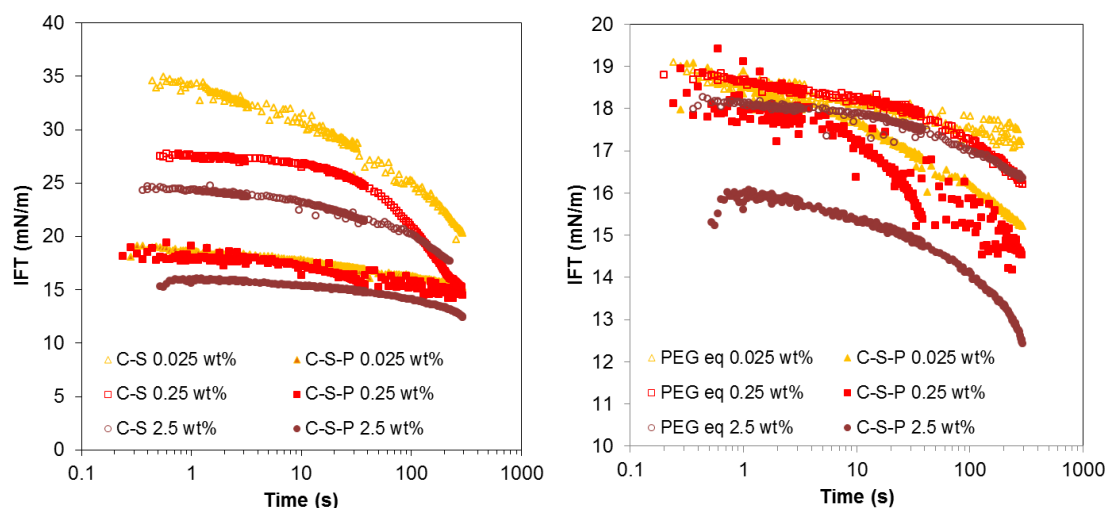 40
35
30
25
20
15
10
5
0
IFT (mN/m)
C-S 0.025 wt% C-S-P 0.025 wt%
C-S 0.25 wt% C-S-P 0.25 wt%
C-S 2.5 wt% C-S-P 2.5 wt%
0.1 1 10 100 1000
Time (s)
20
19
18
17
16
15
14
13
12
11
10
IFT (mN/m)
PEG eq 0.025 wt% C-S-P 0.025 wt%
PEG eq 0.25 wt% C-S-P 0.25 wt%
PEG eq 2.5 wt% C-S-P 2.5 wt%
0.1 1 10 100 1000
Time (s)